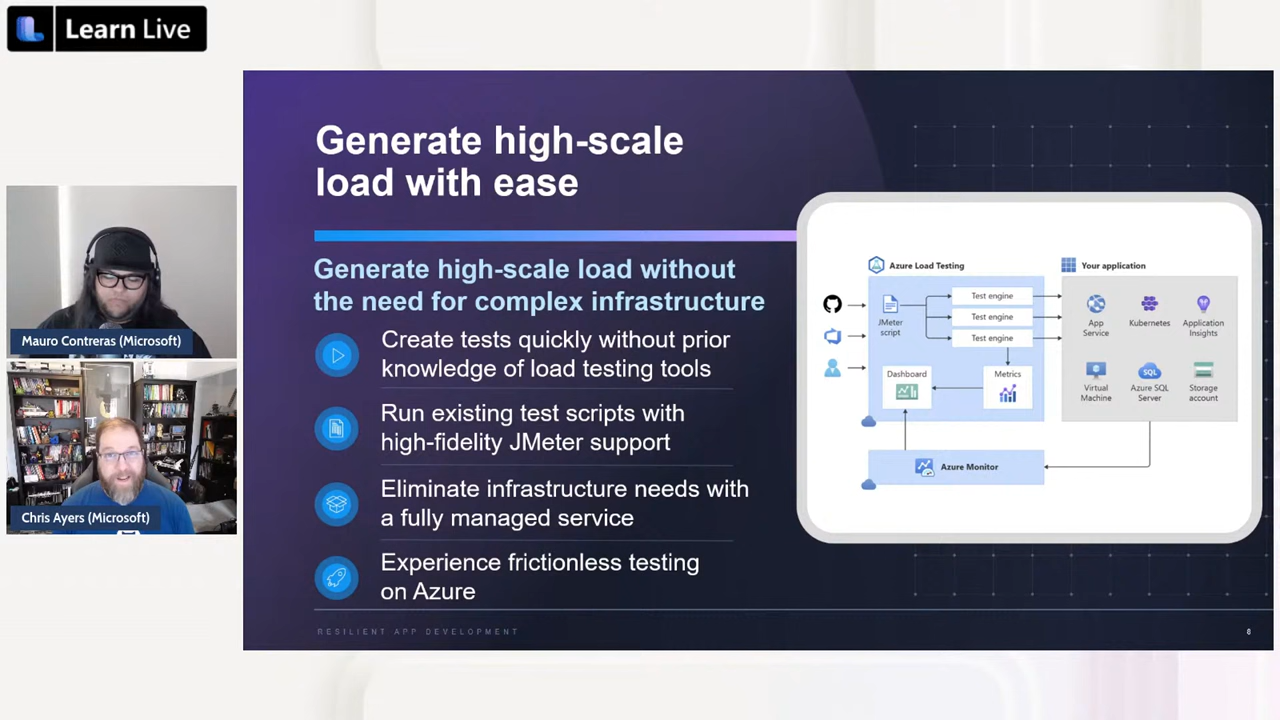 Learn Live
Generate high-scale
load with ease
Generate high-scale load without
the need for complex infrastructure
Create tests quickly without prior
knowledge of load testing tools
Run existing test scripts with
high-fidelity JMeter support
Eliminate infrastructure needs with
a fully managed service
Experience frictionless testing
on Azure
RESILIENT APP DEVELOPMENT
8
Azure Load Testing
JMeter
script
Test engine
Test engine
Test engine
Dashboard
Metrics
Your application
App
Service
Kubernetes
Application
Insights
Virtual
Machine
SQL
Azure SQL
Server
Storage
account
Azure Monitor
Mauro Contreras (Microsoft)
Chris Ayers (Microsoft)